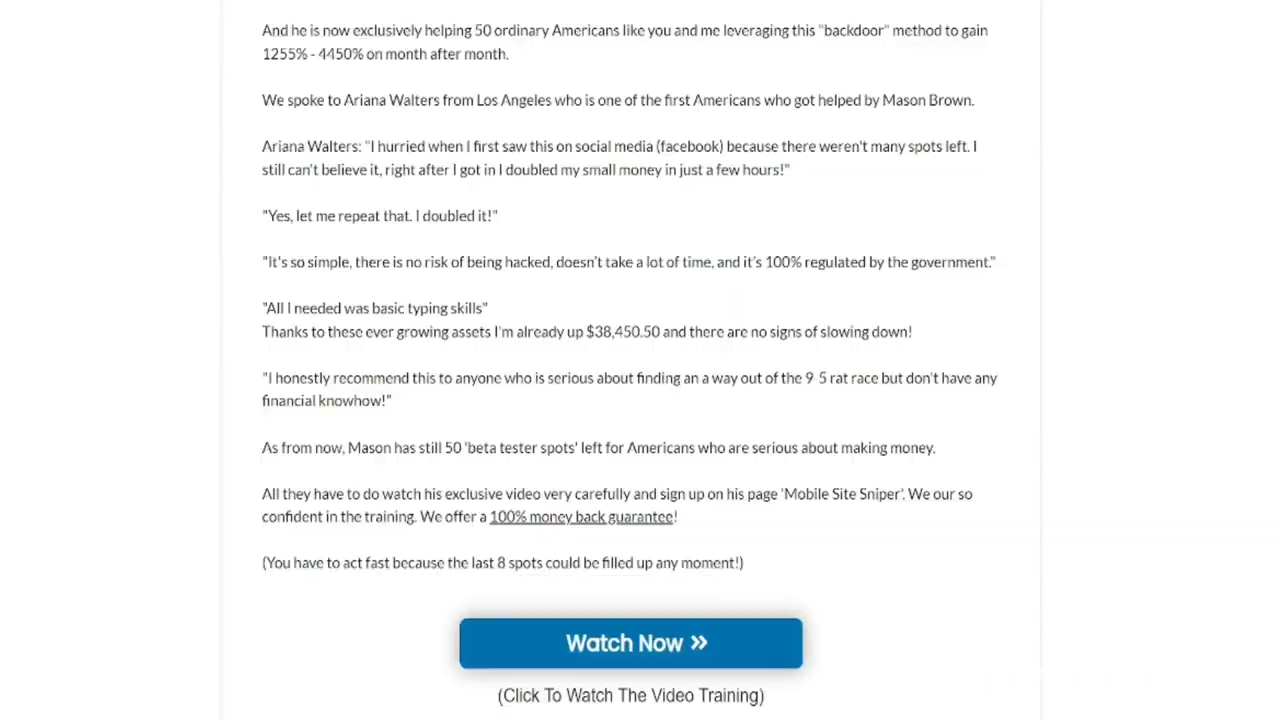 And he is now exclusively helping 50 ordinary Americans like you and me leveraging this "backdoor" method to gain
1255% - 4450% on month after month.
We spoke to Ariana Walters from Los Angeles who is one of the first Americans who got helped by Mason Brown.
Ariana Walters: "I hurried when I first saw this on social media (facebook) because there weren't many spots left. I
still can't believe it, right after I got in I doubled my small money in just a few hours!"
"Yes, let me repeat that. I doubled it!"
"It's so simple, there is no risk of being hacked, doesn't take a lot of time, and it's 100% regulated by the government."
"All I needed was basic typing skills"
Thanks to these ever growing assets I'm already up $38,450.50 and there are no signs of slowing down!
"I honestly recommend this to anyone who is serious about finding an a way out of the 9-5 rat race but don't have any
financial knowhow!"
As from now, Mason has still 50 'beta tester spots' left for Americans who are serious about making money.
All they have to do watch his exclusive video very carefully and sign up on his page 'Mobile Site Sniper'. We our so
confident in the training. We offer a 100% money back guarantee!
(You have to act fast because the last 8 spots could be filled up any moment!)
Watch Now »
(Click To Watch The Video Training)